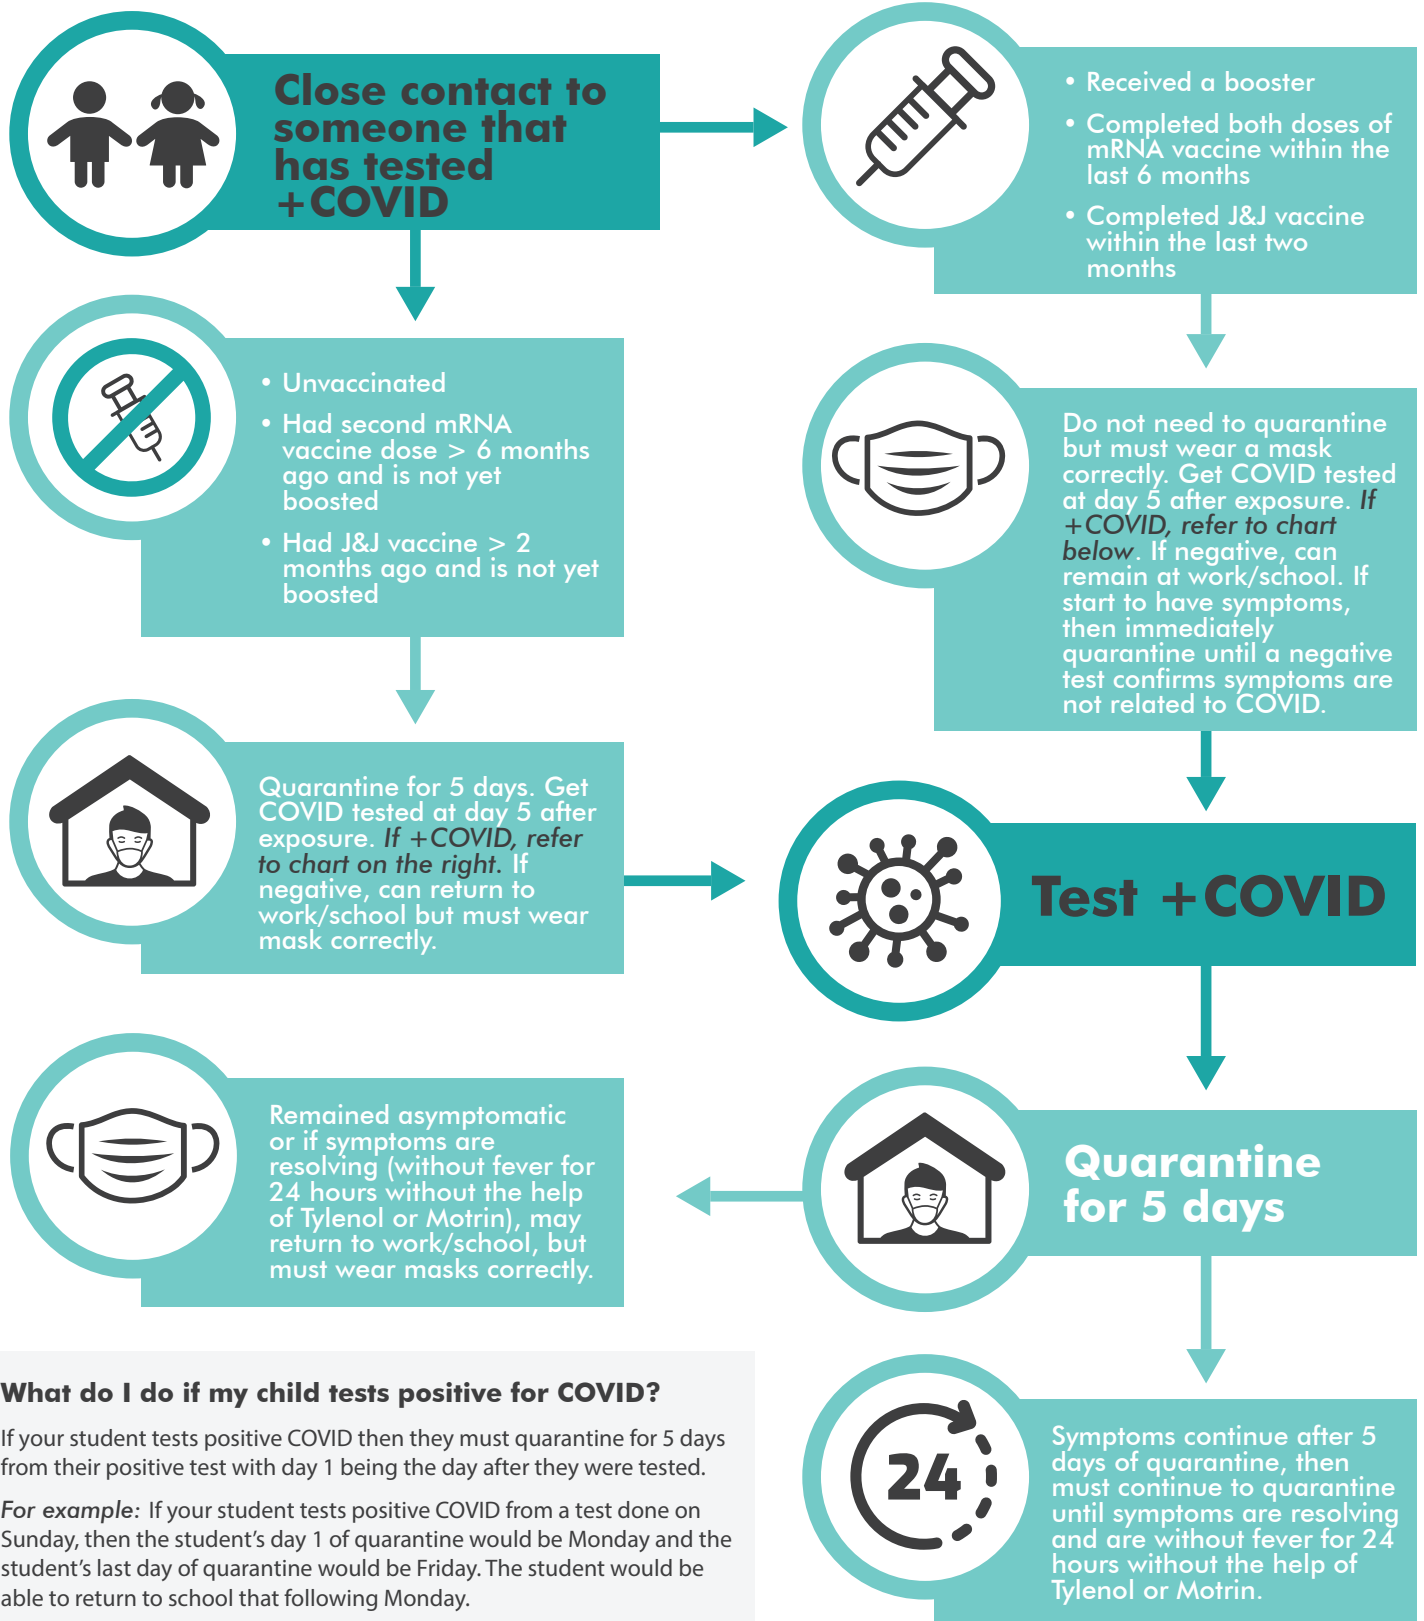 Close contact to
someone that
has tested
+COVID
• Received a booster
• Completed both doses of
mRNA vaccine within the
last 6 months
• Completed J&J vaccine
within the last two
months
• Unvaccinated
• Had second mRNA
vaccine dose > 6 months
ago and is not yet
boosted
• Had J&J vaccine > 2
months ago and is not yet
boosted
Do not need to quarantine
but must wear a mask
correctly. Get COVID tested
at day 5 after exposure. If
+COVID, refer to chart
below. If negative, can
remain at work/school. If
start to have symptoms,
then immediately
quarantine until a negative
test confirms symptoms are
not related to COVID.
Quarantine for 5 days. Get
COVID tested at day 5 after
exposure. If +COVID, refer
to chart on the right. If
negative, can return to
work/school but must wear
mask correctly.
Test +COVID
Quarantine
for 5 days
Remained asymptomatic
or if symptoms are
resolving (without fever for
24 hours without the help
of Tylenol or Motrin), may
return to work/school, but
must wear masks correctly.
24
Symptoms continue after 5
days of quarantine, then
must continue to quarantine
until symptoms are resolving
and are without fever for 24
hours without the help of
Tylenol or Motrin.
What do I do if my child tests positive for COVID?
If your student tests positive COVID then they must quarantine for 5 days
from their positive test with day 1 being the day after they were tested.
For example: If your student tests positive COVID from a test done on
Sunday, then the student's day 1 of quarantine would be Monday and the
student's last day of quarantine would be Friday. The student would be
able to return to school that following Monday.